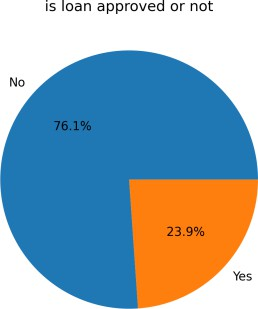 is loan approved or not
No
76.1%
23.9%
Yes